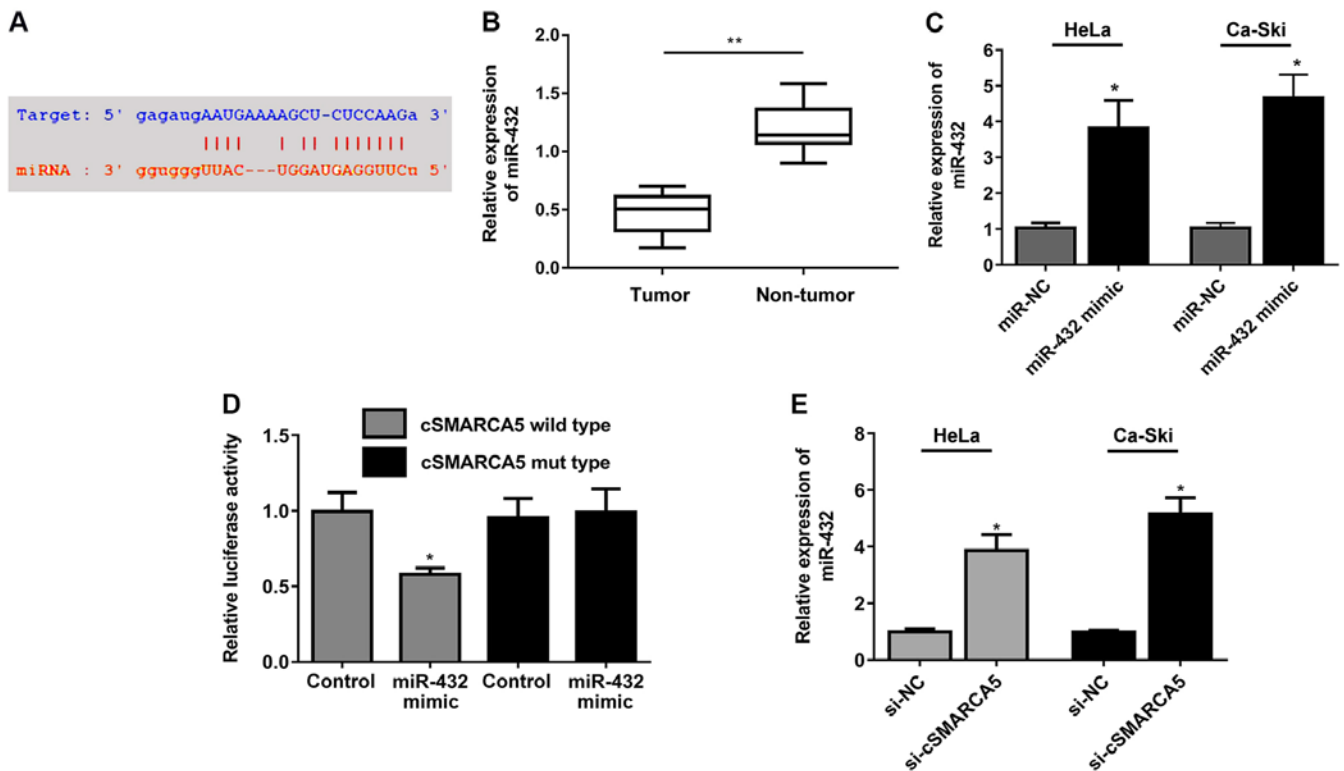 A
Target: 5' gagaugAAUGAAAAGCU-CUCCAAGa 3'
|||| | || |||||||
miRNA : 3' ggugggUUAC---UGGAUGAGGUUCu 5'
B
Relative expression
of miR-432
2.0
1.5
1.0
0.5
0.0
**
Tumor
Non-tumor
C
Relative expression of
miR-432
6
5
4
3
2
1
0
HeLa
Ca-Ski
*
*
miR-NC
miR-432 mimic
miR-NC
miR-432 mimic
D
Relative luciferase activity
1.5
1.0
0.5
0.0
cSMARCA5 wild type
cSMARCA5 mut type
*
Control
miR-432
mimic
Control
miR-432
mimic
E
Relative expression of
miR-432
8
6
4
2
0
HeLa
Ca-Ski
*
*
si-NC
si-cSMARCA5
si-NC
si-cSMARCA5